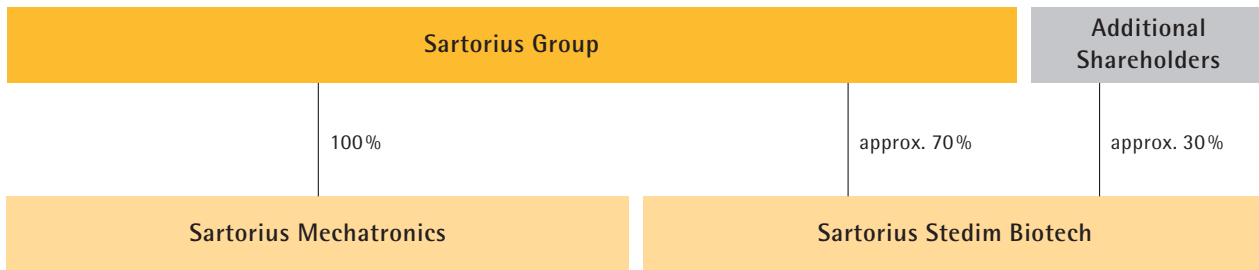 Sartorius Group
Additional
Shareholders
100%
approx. 70%
approx. 30%
Sartorius Mechatronics
Sartorius Stedim Biotech